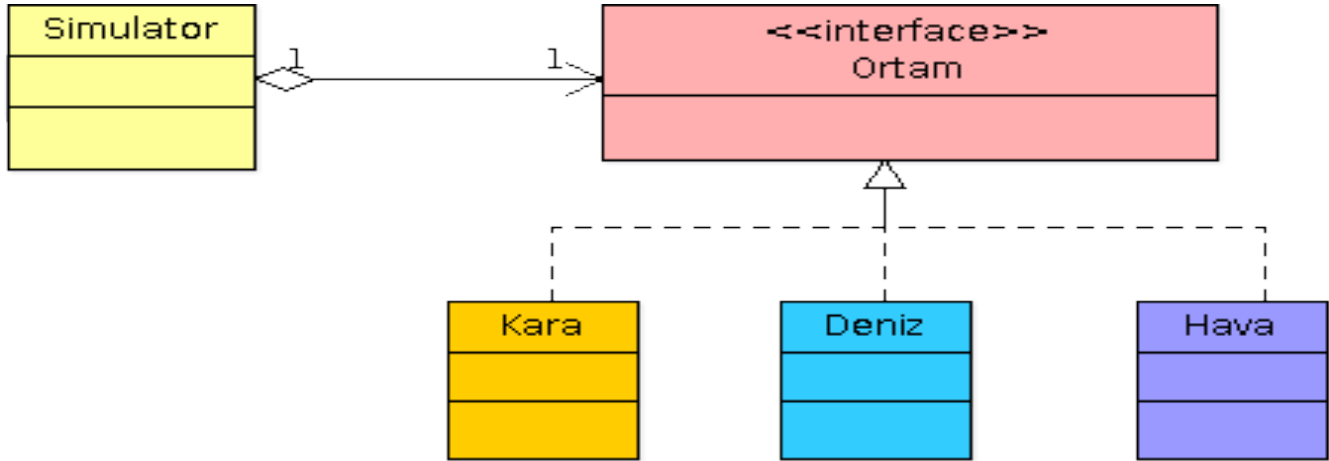 Simulator
<<interface>>
Ortam
1
1
Kara
Deniz
Hava